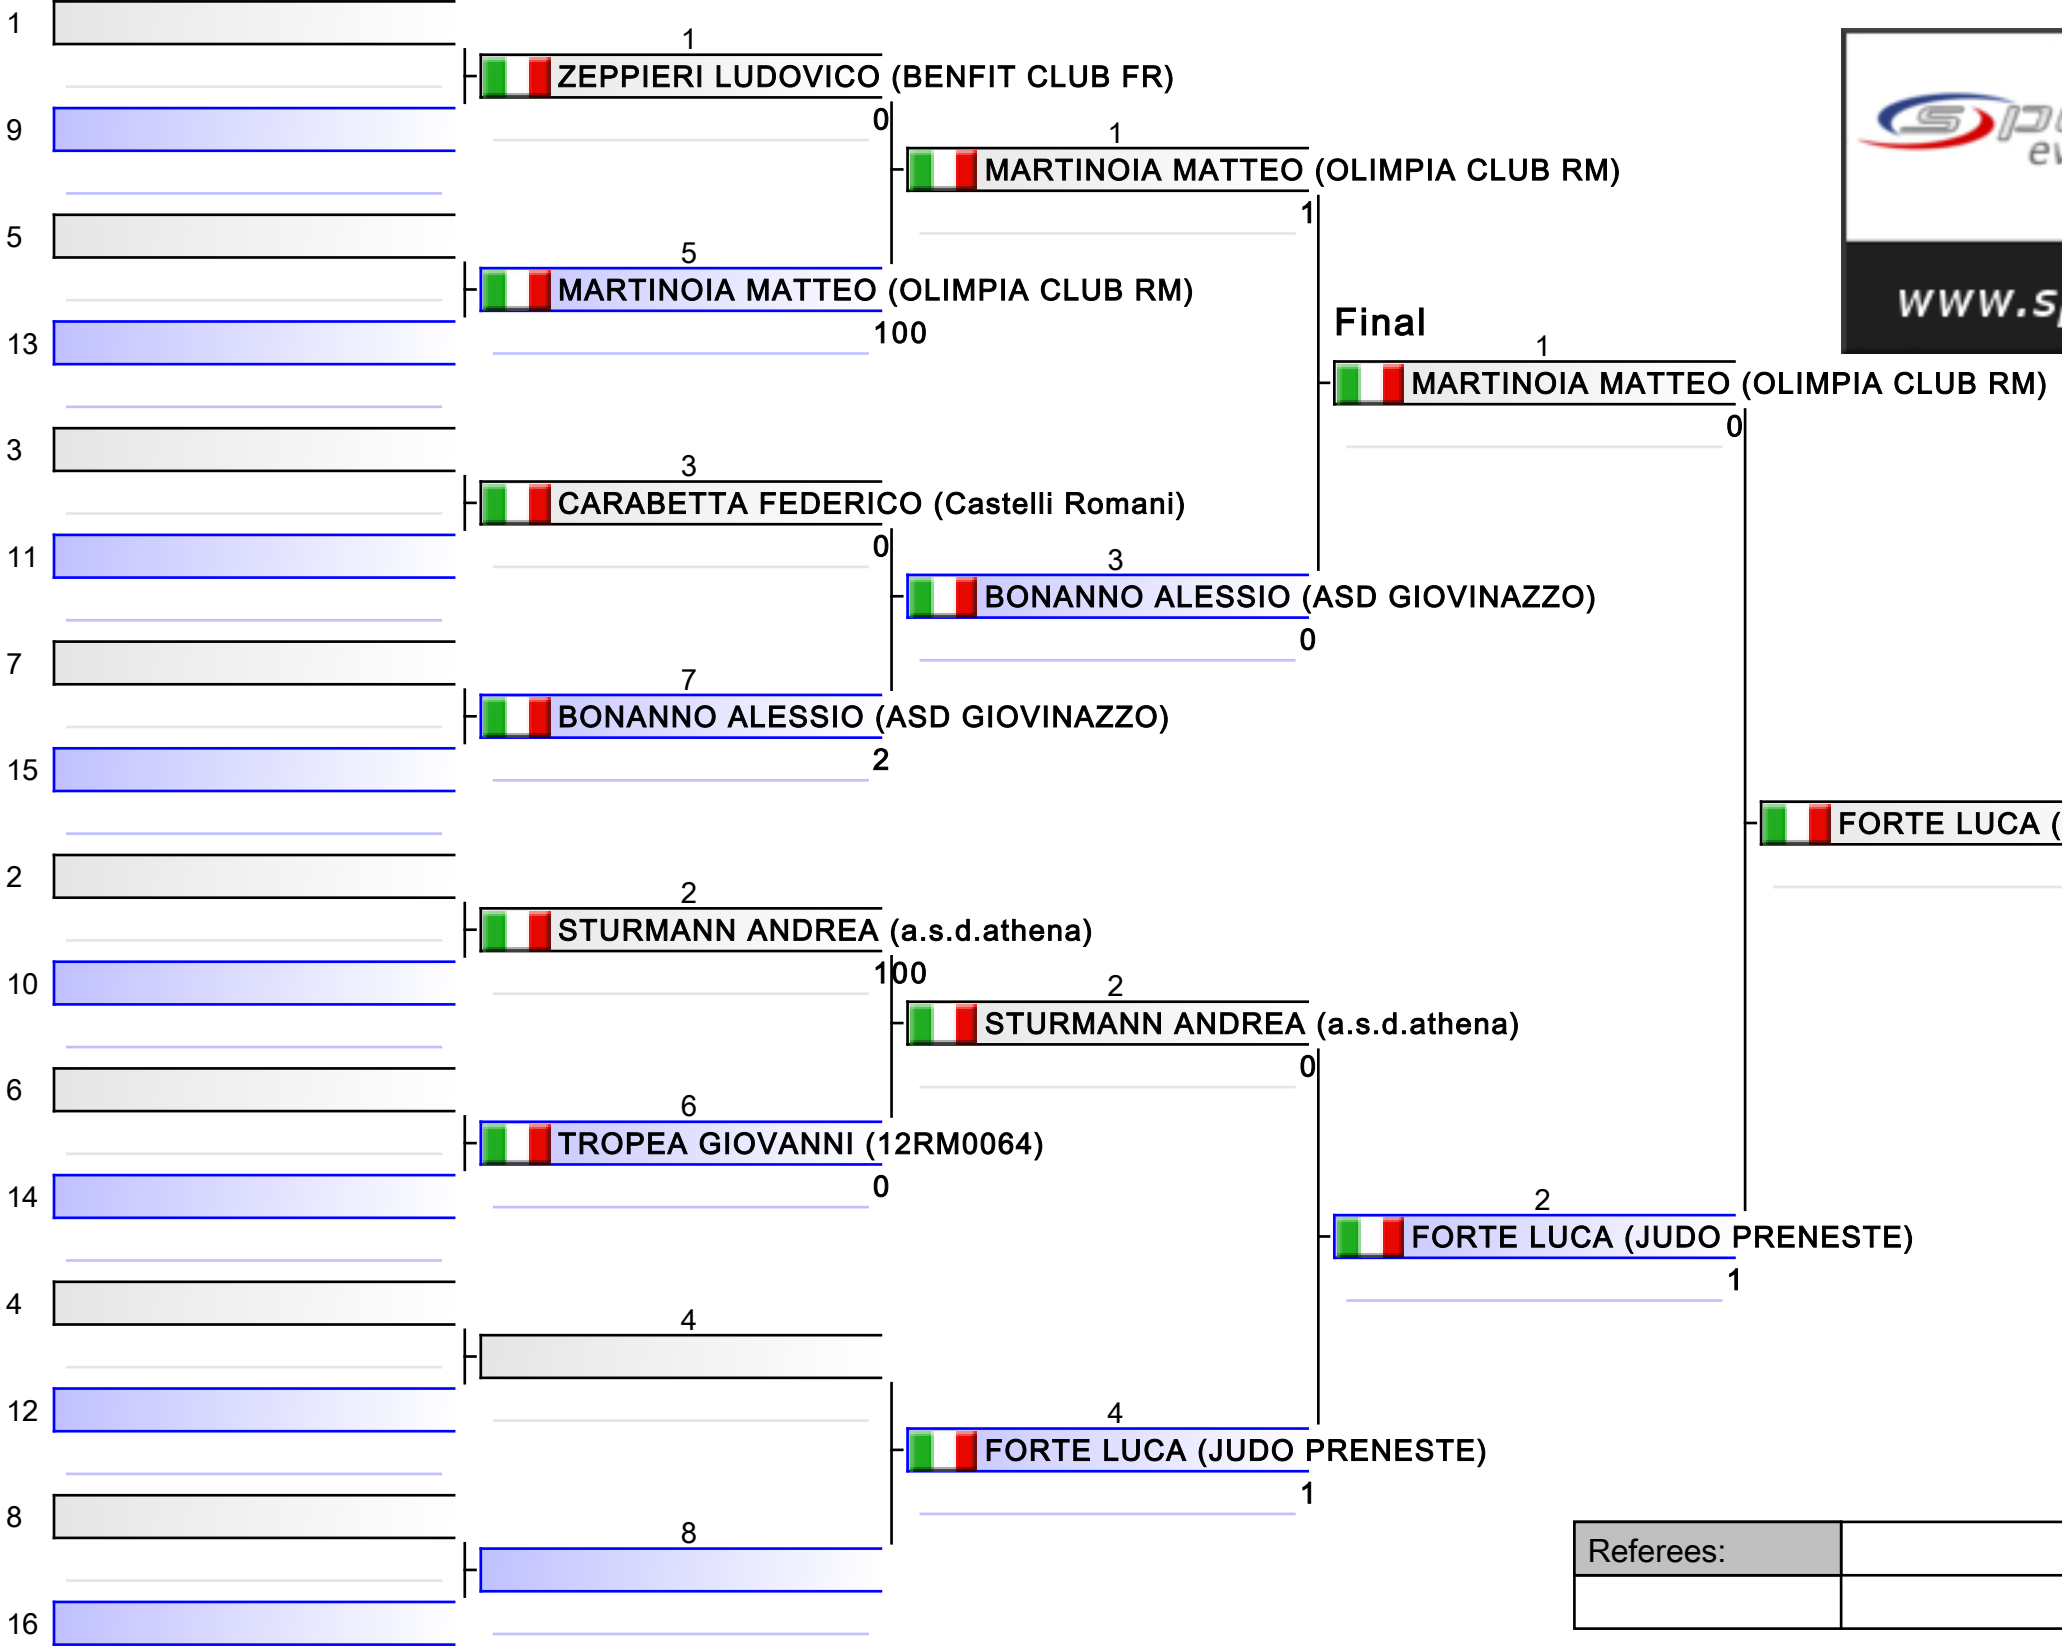 1
1
ZEPPIERI LUDOVICO (BENFIT CLUB FR)
0
9
1
MARTINOIA MATTEO (OLIMPIA CLUB RM)
1
5
5
MARTINOIA MATTEO (OLIMPIA CLUB RM)
100
www.s
13
Final
1
MARTINOIA MATTEO (OLIMPIA CLUB RM)
0
3
3
CARABETTA FEDERICO (Castelli Romani)
0
11
3
BONANNO ALESSIO (ASD GIOVINAZZO)
0
7
7
BONANNO ALESSIO (ASD GIOVINAZZO)
2
15
FORTE LUCA (
2
2
STURMANN ANDREA (a.s.d.athena)
100
10
2
STURMANN ANDREA (a.s.d.athena)
0
6
6
TROPEA GIOVANNI (12RM0064)
0
14
2
FORTE LUCA (JUDO PRENESTE)
1
4
4
12
4
FORTE LUCA (JUDO PRENESTE)
1
8
8
Referees:
16